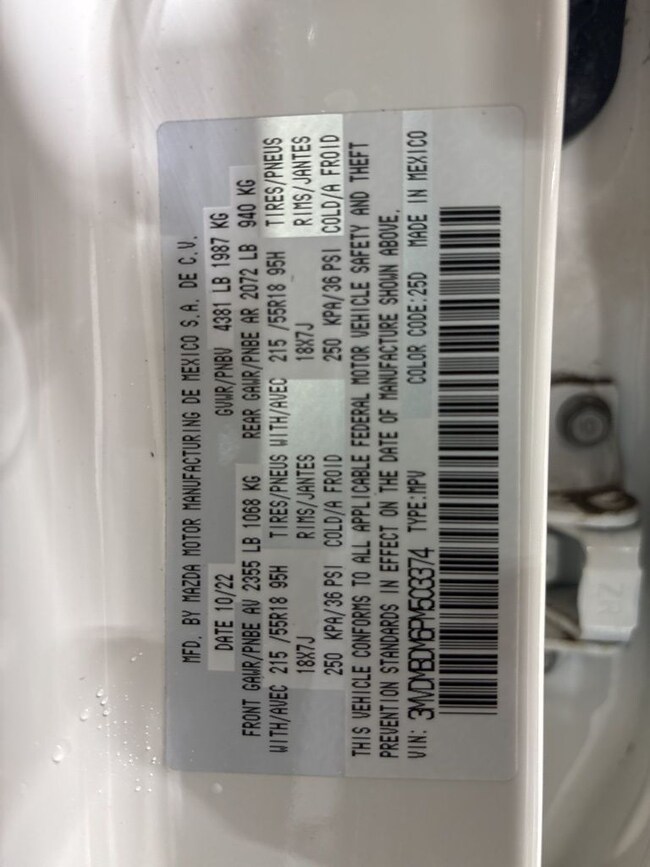 MFD. BY MAZDA MOTOR MANUFACTURING DE MEXICO S.A. DE C.V.
DATE 10/22 GVWR/PNBV 4381 LB 1987 KG
FRONT GAWR/PNBE AV 2355 LB 1068 KG REAR GAWR/PNBE AR 2072 LB 940 KG
WITH/AVEC 215 /55R18 95H TIRES/PNEUS WITH/AVEC 215 /55R18 95H TIRES/PNEUS
18X7J RIMS/JANTES 18X7J RIMS/JANTES
250 KPA/36 PSI COLD/A FROID 250 KPA/36 PSI COLD/A FROID
THIS VEHICLE CONFORMS TO ALL APPLICABLE FEDERAL MOTOR VEHICLE SAFETY AND THEFT
PREVENTION STANDARDS IN EFFECT ON THE DATE OF MANUFACTURE SHOWN ABOVE.
VIN: 3MVDMBDM6PM503374 TYPE:MPV COLOR CODE:25D MADE IN MEXICO